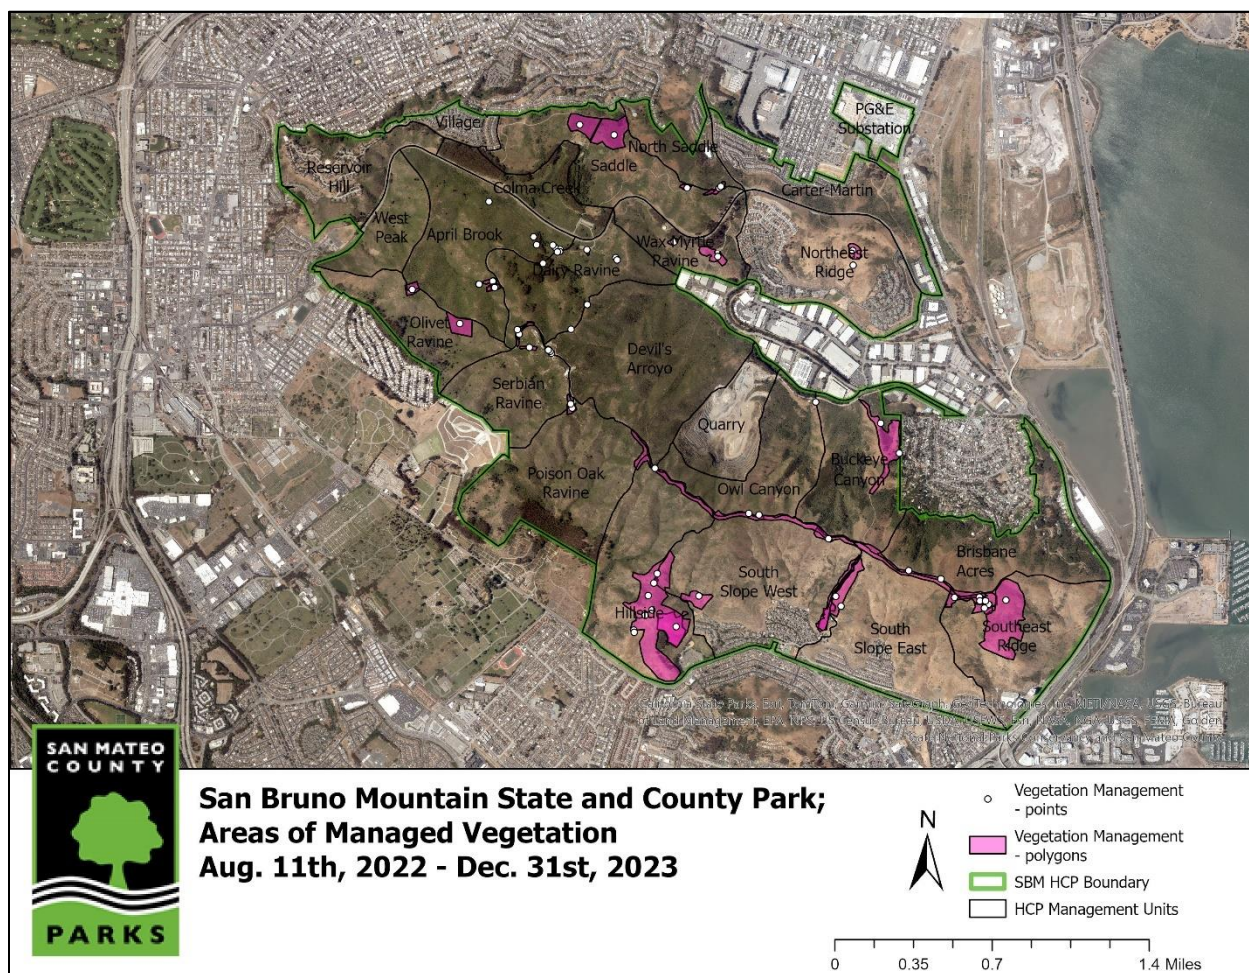 PG&E
Substation
Village
North Saddle
Saddle
Reservoir
Hill
Carter-Martin
Colma Creek
West
Peak
April Brook
Wax Myrtle
Ravine
Northeast
Ridge
Dairy Ravine
Olivet
Ravine
Devil's
Arroyo
Serbian
Ravine
Quarry
Buckeye
Canyon
Poison Oak
Ravine
Owl Canyon
Brisbane
Acres
South
Slope West
Hillside
South
Slope East
Southeast
Ridge
SAN MATEO
COUNTY
PARKS
San Bruno Mountain State and County Park;
Areas of Managed Vegetation
Aug. 11th, 2022 - Dec. 31st, 2023
N
Vegetation Management
- points
Vegetation Management
- polygons
SBM HCP Boundary
HCP Management Units
0 0.35 0.7 1.4 Miles